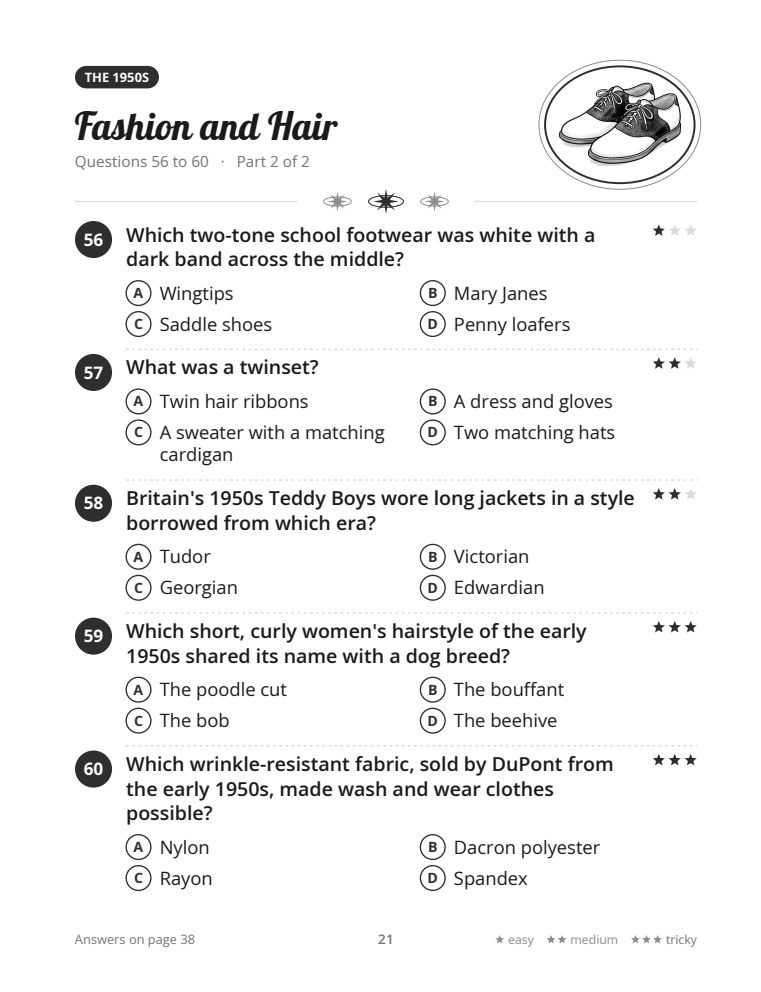 THE 1950S
Fashion and Hair
Questions 56 to 60 · Part 2 of 2
56 Which two-tone school footwear was white with a
dark band across the middle?
A Wingtips
B Mary Janes
C Saddle shoes
D Penny loafers
57 What was a twinset?
A Twin hair ribbons
B A dress and gloves
C A sweater with a matching
cardigan
D Two matching hats
58 Britain's 1950s Teddy Boys wore long jackets in a style
borrowed from which era?
A Tudor
B Victorian
C Georgian
D Edwardian
59 Which short, curly women's hairstyle of the early
1950s shared its name with a dog breed?
A The poodle cut
B The bouffant
C The bob
D The beehive
60 Which wrinkle-resistant fabric, sold by DuPont from
the early 1950s, made wash and wear clothes
possible?
A Nylon
B Dacron polyester
C Rayon
D Spandex
Answers on page 38
21
★ easy ★★ medium ★★★ tricky